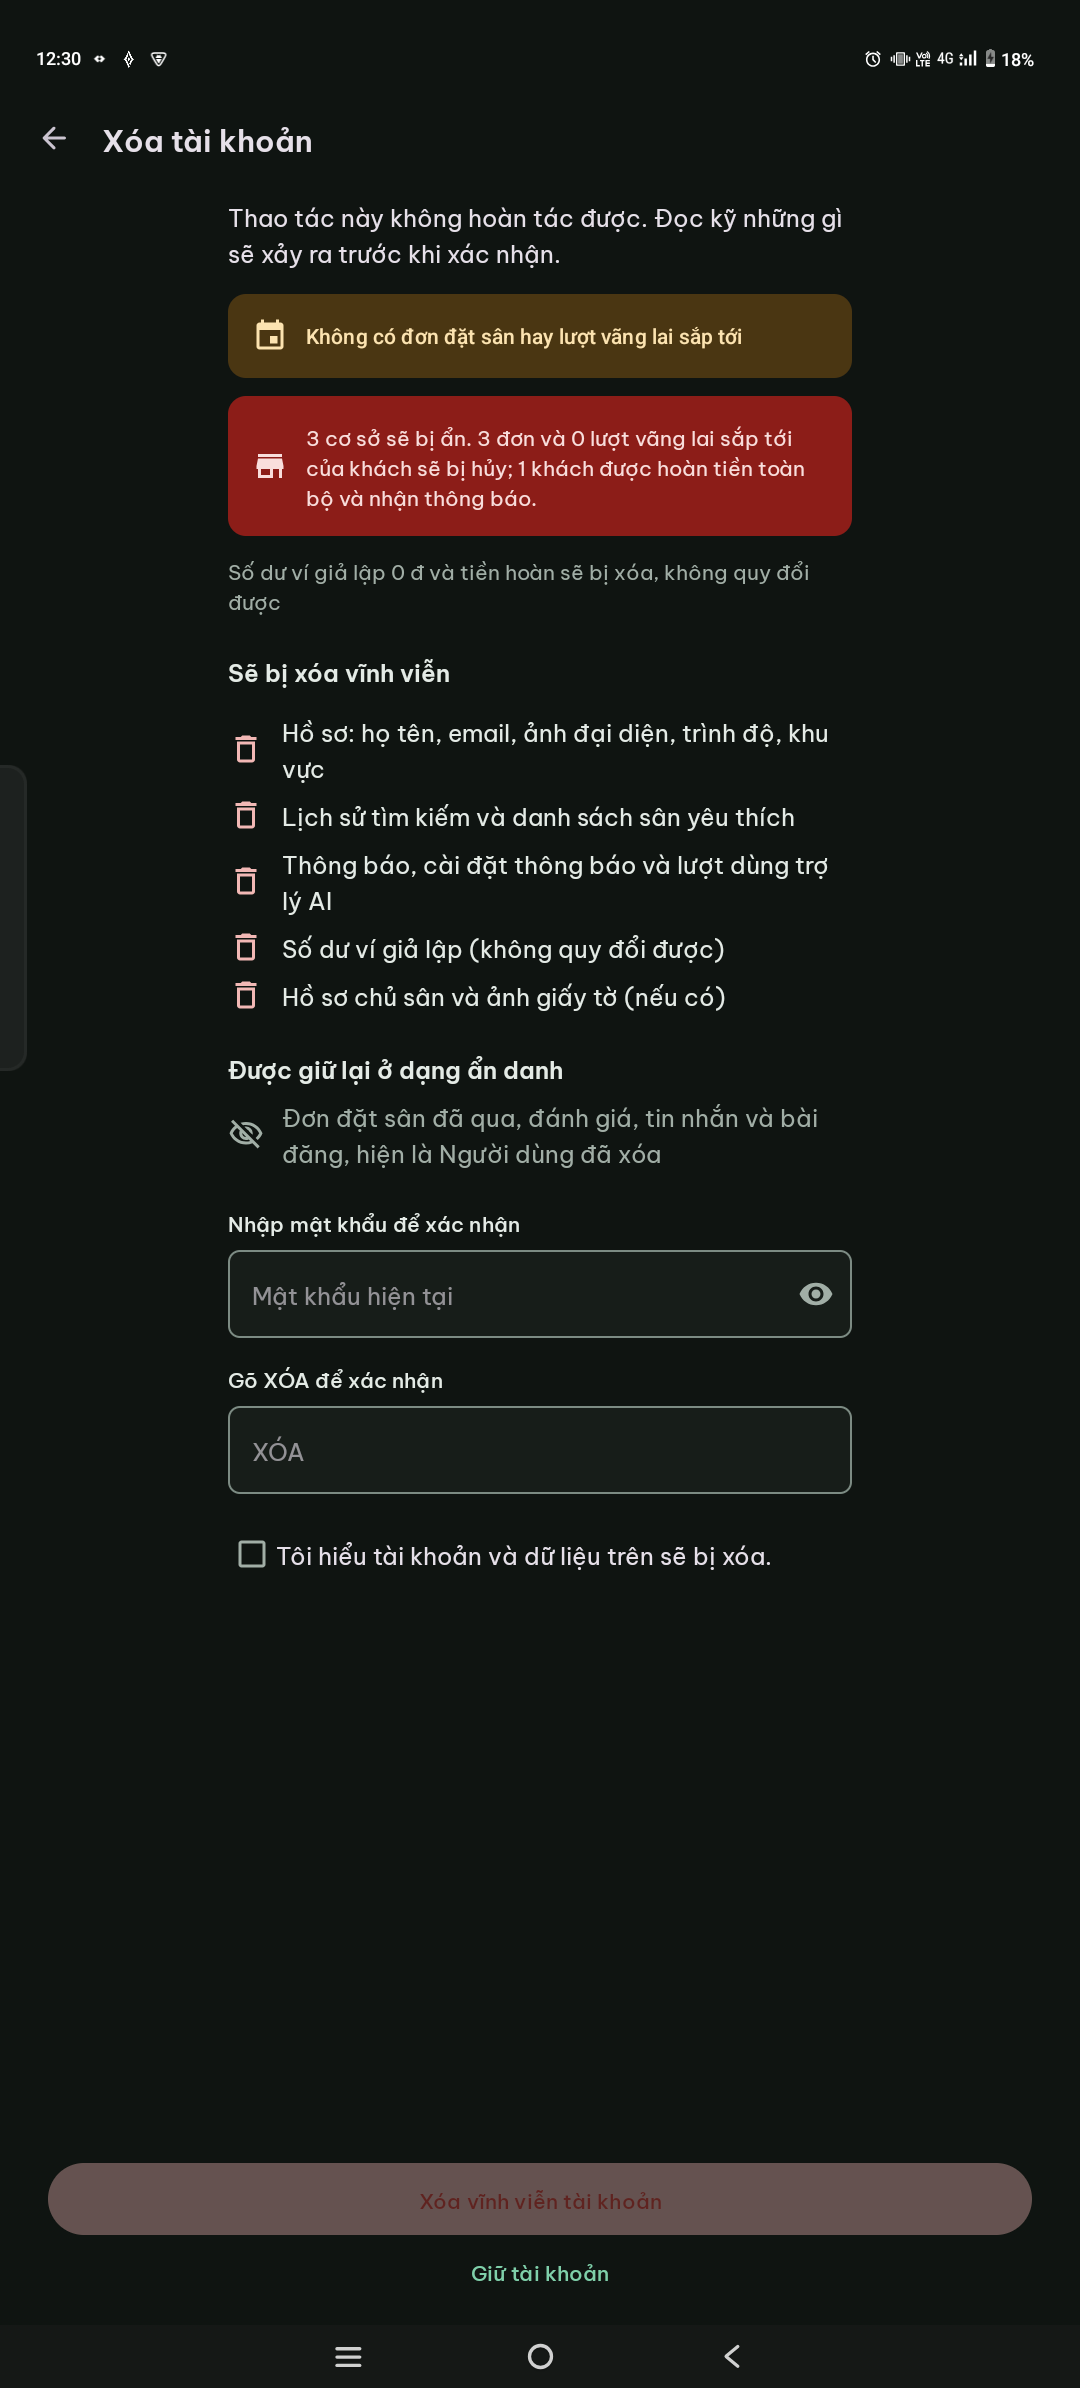 12:30
4G 18%
Xóa tài khoản
Thao tác này không hoàn tác được. Đọc kỹ những gì
sẽ xảy ra trước khi xác nhận.
Không có đơn đặt sân hay lượt vãng lai sắp tới
3 cơ sở sẽ bị ẩn. 3 đơn và 0 lượt vãng lai sắp tới
của khách sẽ bị hủy; 1 khách được hoàn tiền toàn
bộ và nhận thông báo.
Số dư ví giả lập 0 đ và tiền hoàn sẽ bị xóa, không quy đổi
được
Sẽ bị xóa vĩnh viễn
Hồ sơ: họ tên, email, ảnh đại diện, trình độ, khu
vực
Lịch sử tìm kiếm và danh sách sân yêu thích
Thông báo, cài đặt thông báo và lượt dùng trợ
lý AI
Số dư ví giả lập (không quy đổi được)
Hồ sơ chủ sân và ảnh giấy tờ (nếu có)
Được giữ lại ở dạng ẩn danh
Đơn đặt sân đã qua, đánh giá, tin nhắn và bài
đăng, hiện là Người dùng đã xóa
Nhập mật khẩu để xác nhận
Mật khẩu hiện tại
Gõ XÓA để xác nhận
XÓA
Tôi hiểu tài khoản và dữ liệu trên sẽ bị xóa.
Xóa vĩnh viễn tài khoản
Giữ tài khoản